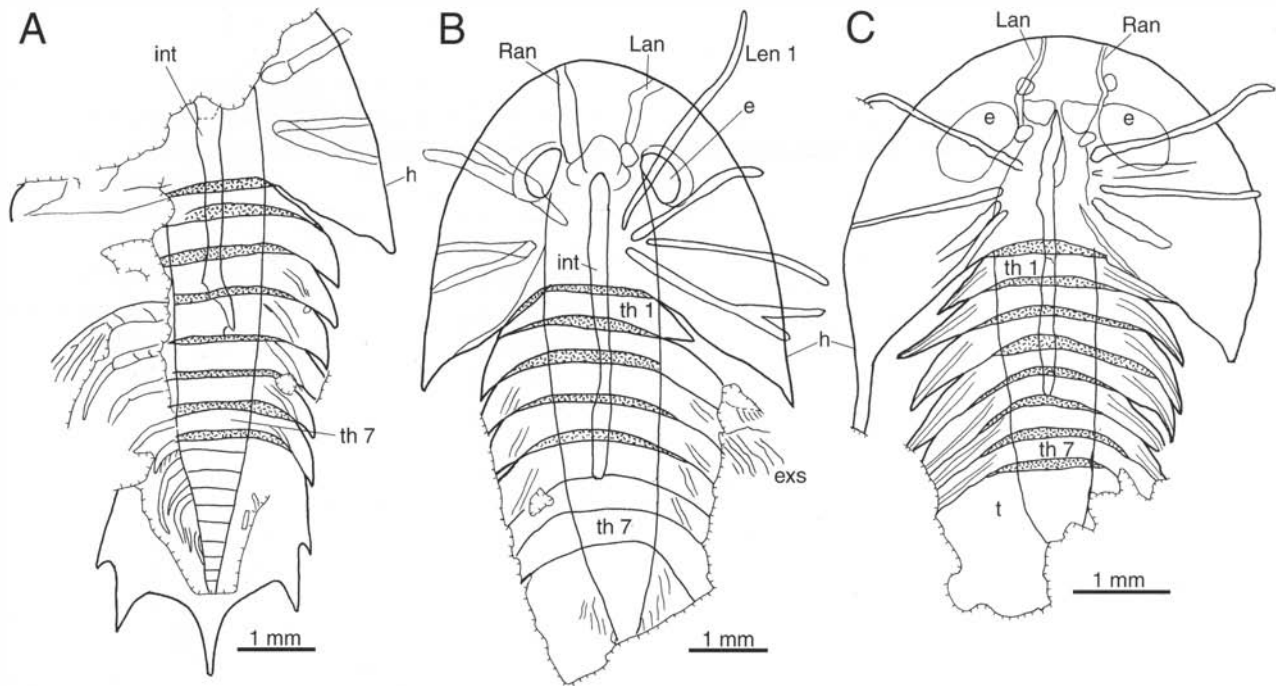 A
int
h
th 7
1 mm
B
Ran
Lan
Len 1
e
int
th 1
h
exs
th 7
1 mm
C
Lan
Ran
e
e
th 1
th 7
t
1 mm